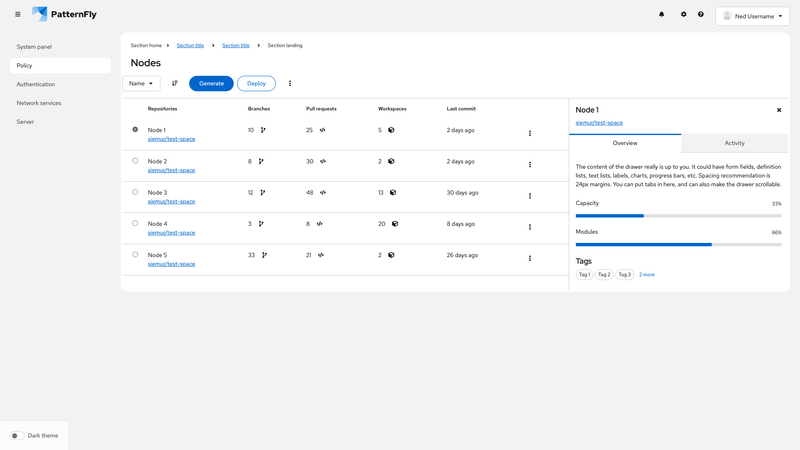 PatternFly
Ned Username
System panel
Policy
Authentication
Network services
Server
Section home
Section title
Section title
Section landing
Nodes
Name
Generate
Deploy
Repositories Branches Pull requests Workspaces Last commit
Node 1 10 25 5 2 days ago
siemur/test-space
Node 2 8 30 2 2 days ago
siemur/test-space
Node 3 12 48 13 30 days ago
siemur/test-space
Node 4 3 8 20 8 days ago
siemur/test-space
Node 5 33 21 2 26 days ago
siemur/test-space
Node 1
siemur/test-space
Overview Activity
The content of the drawer really is up to you. It could have form fields, definition
lists, text lists, labels, charts, progress bars, etc. Spacing recommendation is
24px margins. You can put tabs in here, and can also make the drawer scrollable.
Capacity 33%
Modules 66%
Tags
Tag 1 Tag 2 Tag 3 2 more
Dark theme